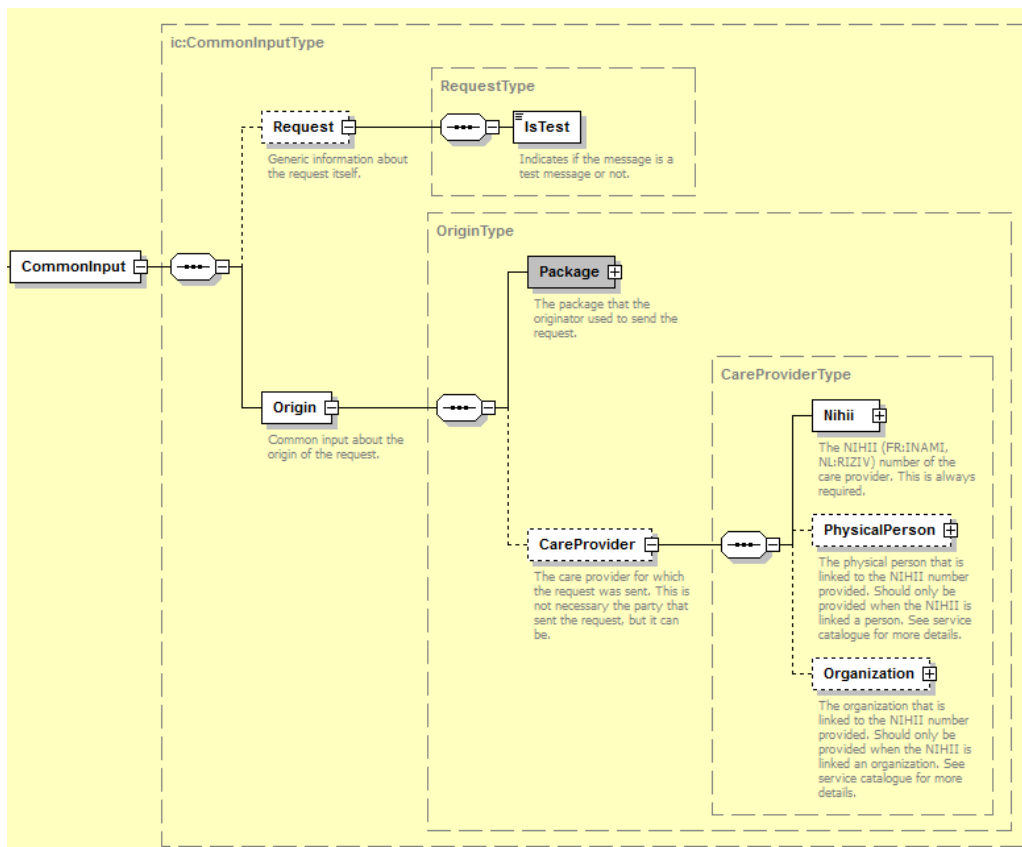 ic:CommonInputType
RequestType
Request
IsTest
Generic information about
the request itself.
Indicates if the message is a
test message or not.
OriginType
CommonInput
Package
The package that the
originator used to send the
request.
CareProviderType
Origin
Nihii
Common input about the
origin of the request.
The NIHII (FR:INAMI,
NL:RIZIV) number of the
care provider. This is always
required.
CareProvider
PhysicalPerson
The care provider for which
the request was sent. This is
not necessary the party that
sent the request, but it can
be.
The physical person that is
linked to the NIHII number
provided. Should only be
provided when the NIHII is
linked a person. See service
catalogue for more details.
Organization
The organization that is
linked to the NIHII number
provided. Should only be
provided when the NIHII is
linked an organization. See
service catalogue for more
details.